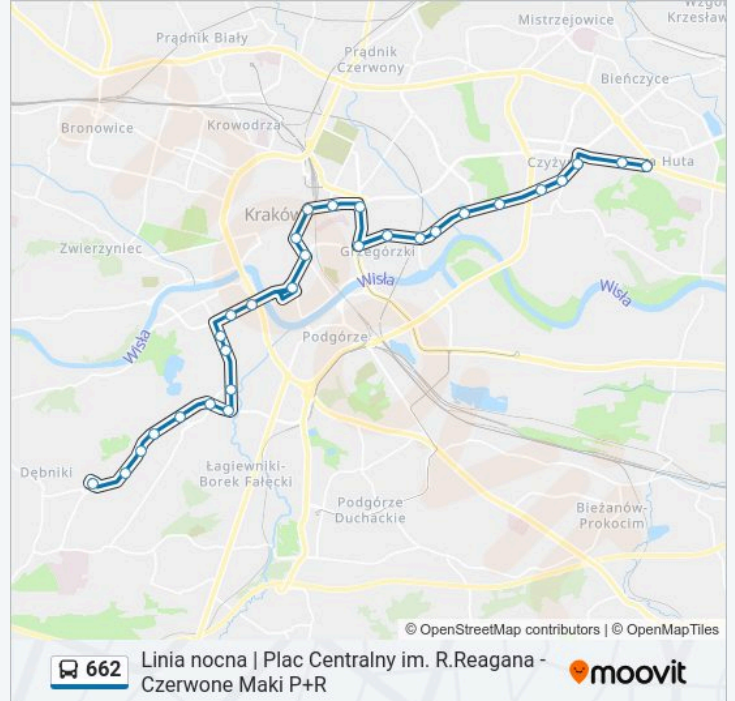 Wzgó
Krzesław
Mistrzejowice
Prądnik Biały
Prądnik
Czerwony
Bieńczyce
Bronowice
Krowodrza
Czyży
a Huta
Kraków
Zwierzyniec
Grzegórzki
Wisła
Wisła
Wisła
Podgórze
Dębniki
Łagiewniki-
Borek Fałęcki
Podgórze
Duchackie
Bieżanów-
Prokocim
© OpenStreetMap contributors | © OpenMapTiles
662
Linia nocna | Plac Centralny im. R.Reagana -
Czerwone Maki P+R
moovit